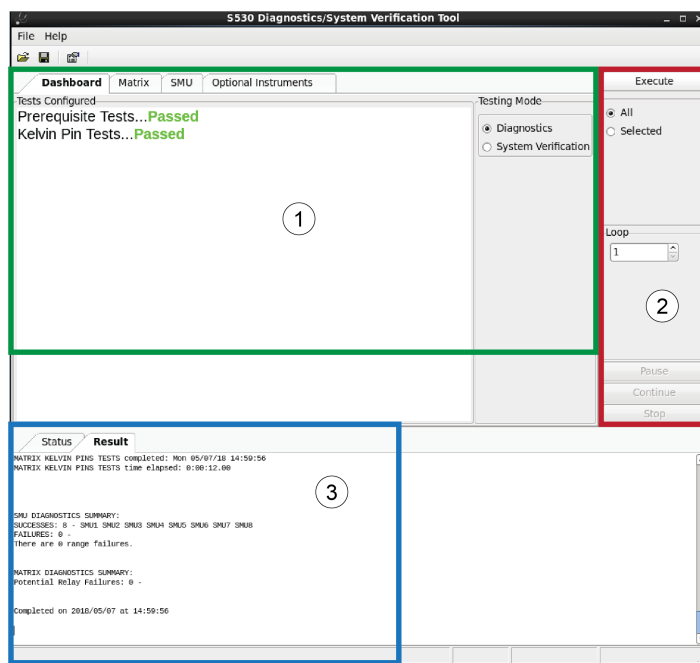 S530 Diagnostics/System Verification Tool
File Help
Dashboard Matrix SMU Optional Instruments
Execute
Tests Configured
Testing Mode
Prerequisite Tests...Passed
Kelvin Pin Tests...Passed
Diagnostics
System Verification
All
Selected
1
Loop
1
2
Pause
Continue
Stop
Status Result
MATRIX KELVIN PINS TESTS completed: Mon 05/07/18 14:59:56
MATRIX KELVIN PINS TESTS time elapsed: 0:00:12.00
3
SMU DIAGNOSTICS SUMMARY:
SUCCESSES: 8 - SMU1 SMU2 SMU3 SMU4 SMU5 SMU6 SMU7 SMU8
FAILURES: 0 -
There are 0 range failures.
MATRIX DIAGNOSTICS SUMMARY:
Potential Relay Failures: 0 -
Completed on 2018/05/07 at 14:59:56